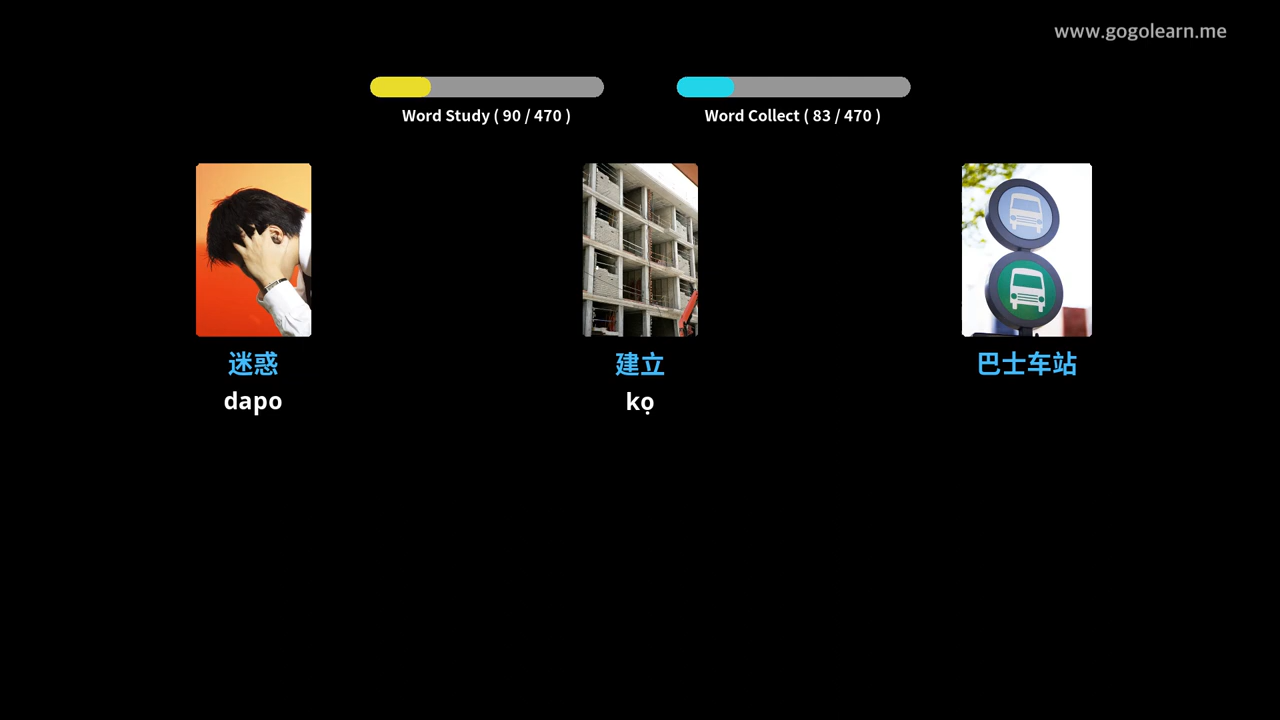 www.gogolearn.me
Word Study ( 90 / 470 )
Word Collect ( 83 / 470 )
迷惑
dapo
建立
kọ
巴士车站